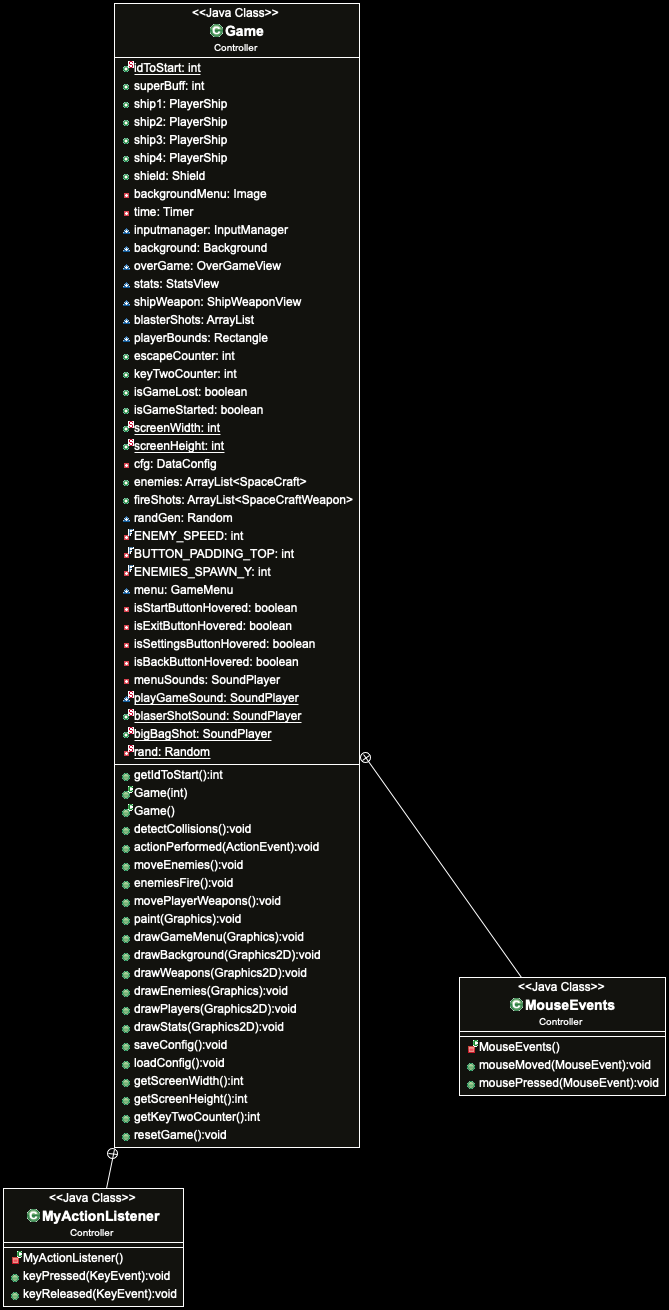 <<Java Class>>
Game
Controller
idToStart: int
superBuff: int
ship1: PlayerShip
ship2: PlayerShip
ship3: PlayerShip
ship4: PlayerShip
shield: Shield
backgroundMenu: Image
time: Timer
inputmanager: InputManager
background: Background
overGame: OverGameView
stats: StatsView
shipWeapon: ShipWeaponView
blasterShots: ArrayList
playerBounds: Rectangle
escapeCounter: int
keyTwoCounter: int
isGameLost: boolean
isGameStarted: boolean
screenWidth: int
screenHeight: int
cfg: DataConfig
enemies: ArrayList<SpaceCraft>
fireShots: ArrayList<SpaceCraftWeapon>
randGen: Random
ENEMY_SPEED: int
BUTTON_PADDING_TOP: int
ENEMIES_SPAWN_Y: int
menu: GameMenu
isStartButtonHovered: boolean
isExitButtonHovered: boolean
isSettingsButtonHovered: boolean
isBackButtonHovered: boolean
menuSounds: SoundPlayer
playGameSound: SoundPlayer
blaserShotSound: SoundPlayer
bigBagShot: SoundPlayer
rand: Random
getIdToStart():int
Game(int)
Game()
detectCollisions():void
actionPerformed(ActionEvent):void
moveEnemies():void
enemiesFire():void
movePlayerWeapons():void
paint(Graphics):void
drawGameMenu(Graphics):void
drawBackground(Graphics2D):void
drawWeapons(Graphics2D):void
drawEnemies(Graphics):void
drawPlayers(Graphics2D):void
drawStats(Graphics2D):void
saveConfig():void
loadConfig():void
getScreenWidth():int
getScreenHeight():int
getKeyTwoCounter():int
resetGame():void
<<Java Class>>
MouseEvents
Controller
MouseEvents()
mouseMoved(MouseEvent):void
mousePressed(MouseEvent):void
<<Java Class>>
MyActionListener
Controller
MyActionListener()
keyPressed(KeyEvent):void
keyReleased(KeyEvent):void